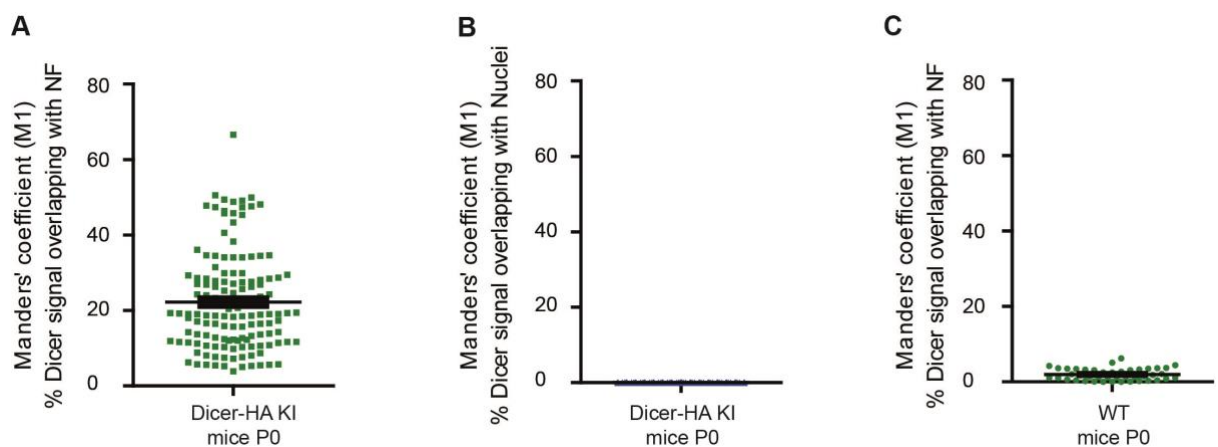 A
Manders' coefficient (M1)
% Dicer signal overlapping with NF
80
60
40
20
0
Dicer-HA KI
mice P0
B
Manders' coefficient (M1)
% Dicer signal overlapping with Nuclei
80
60
40
20
0
Dicer-HA KI
mice P0
C
Manders' coefficient (M1)
% Dicer signal overlapping with NF
80
60
40
20
0
WT
mice P0